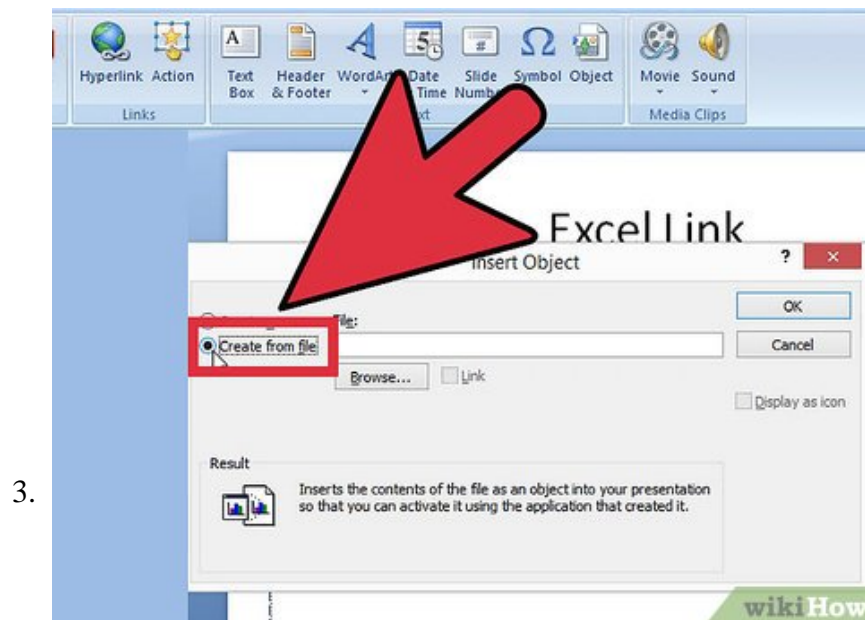 Hyperlink Action
Text Box
Header & Footer
WordArt
Date Time
Slide
Symbol
Object
Movie
Sound
Links
Media Clips
Excel Link
Insert Object
? ×
File:
OK
Create from file
Cancel
Browse...
Link
Display as icon
3.
Result
Inserts the contents of the file as an object into your presentation
so that you can activate it using the application that created it.
wikiHow